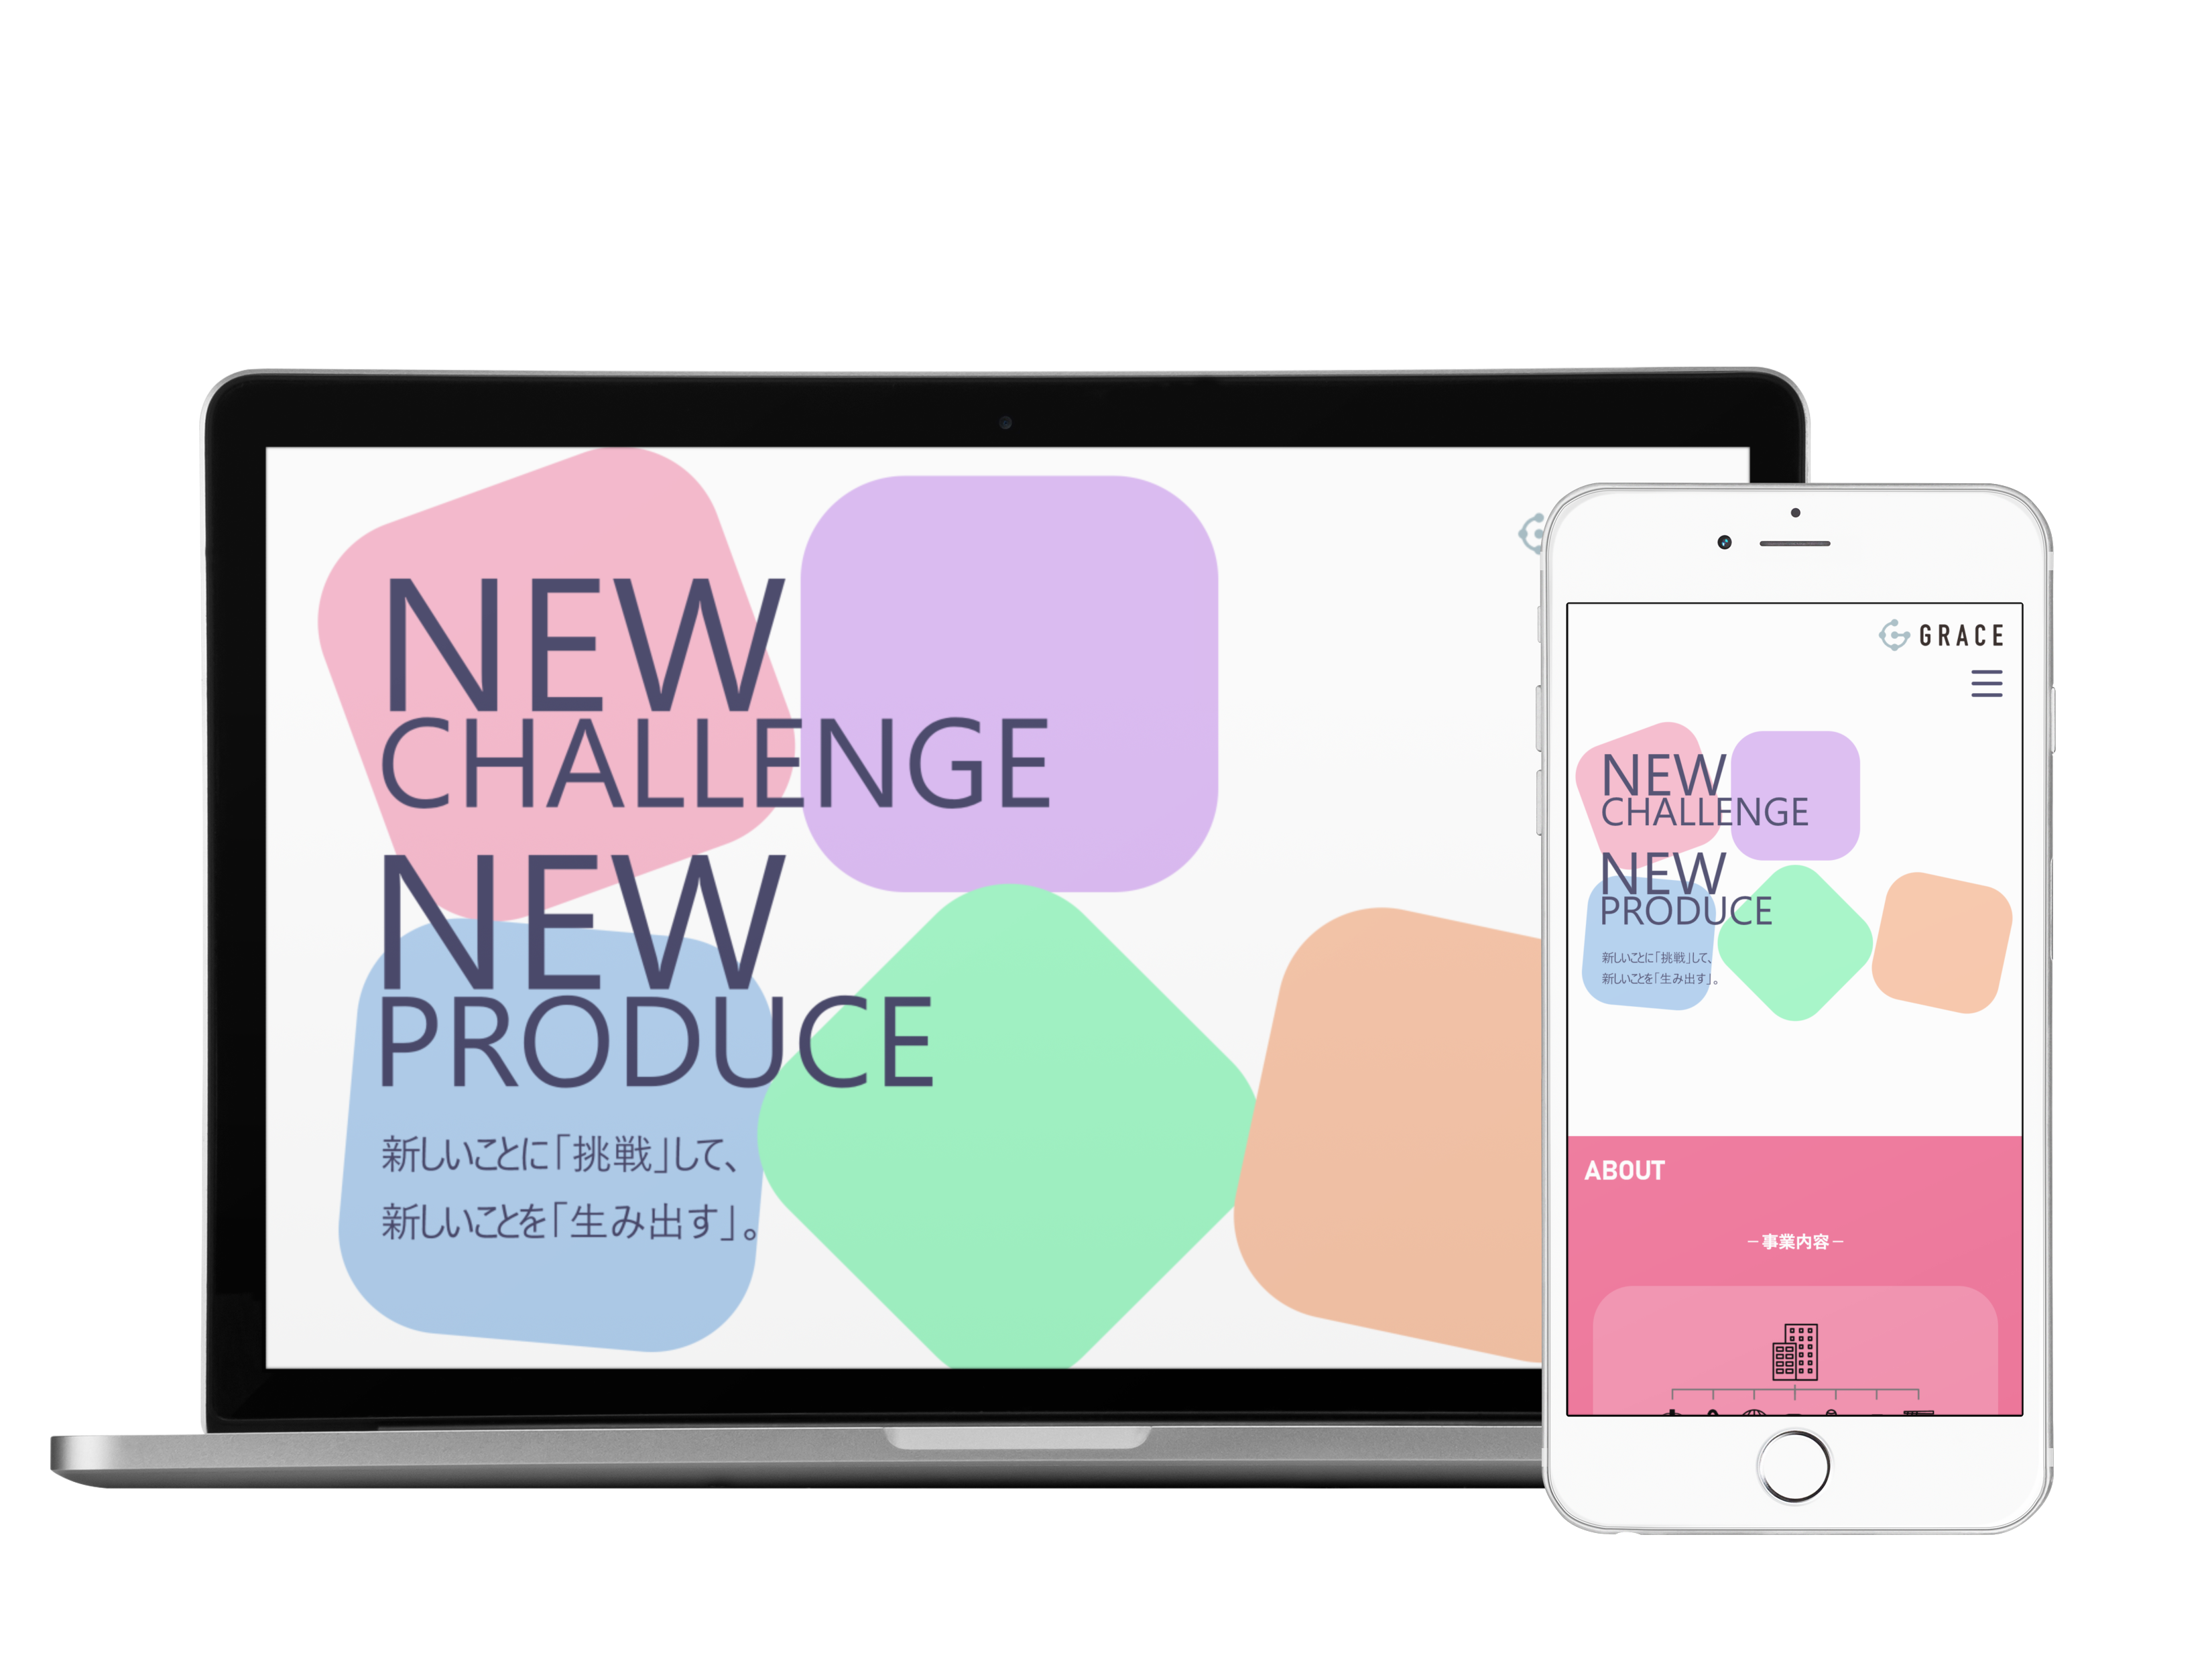 NEW
CHALLENGE
NEW
PRODUCE
新しいことに「挑戦」して、
新しいことを「生み出す」。
GRACE
NEW
CHALLENGE
NEW
PRODUCE
新しいことに「挑戦」して、
新しいことを「生み出す」。
ABOUT
－事業内容－